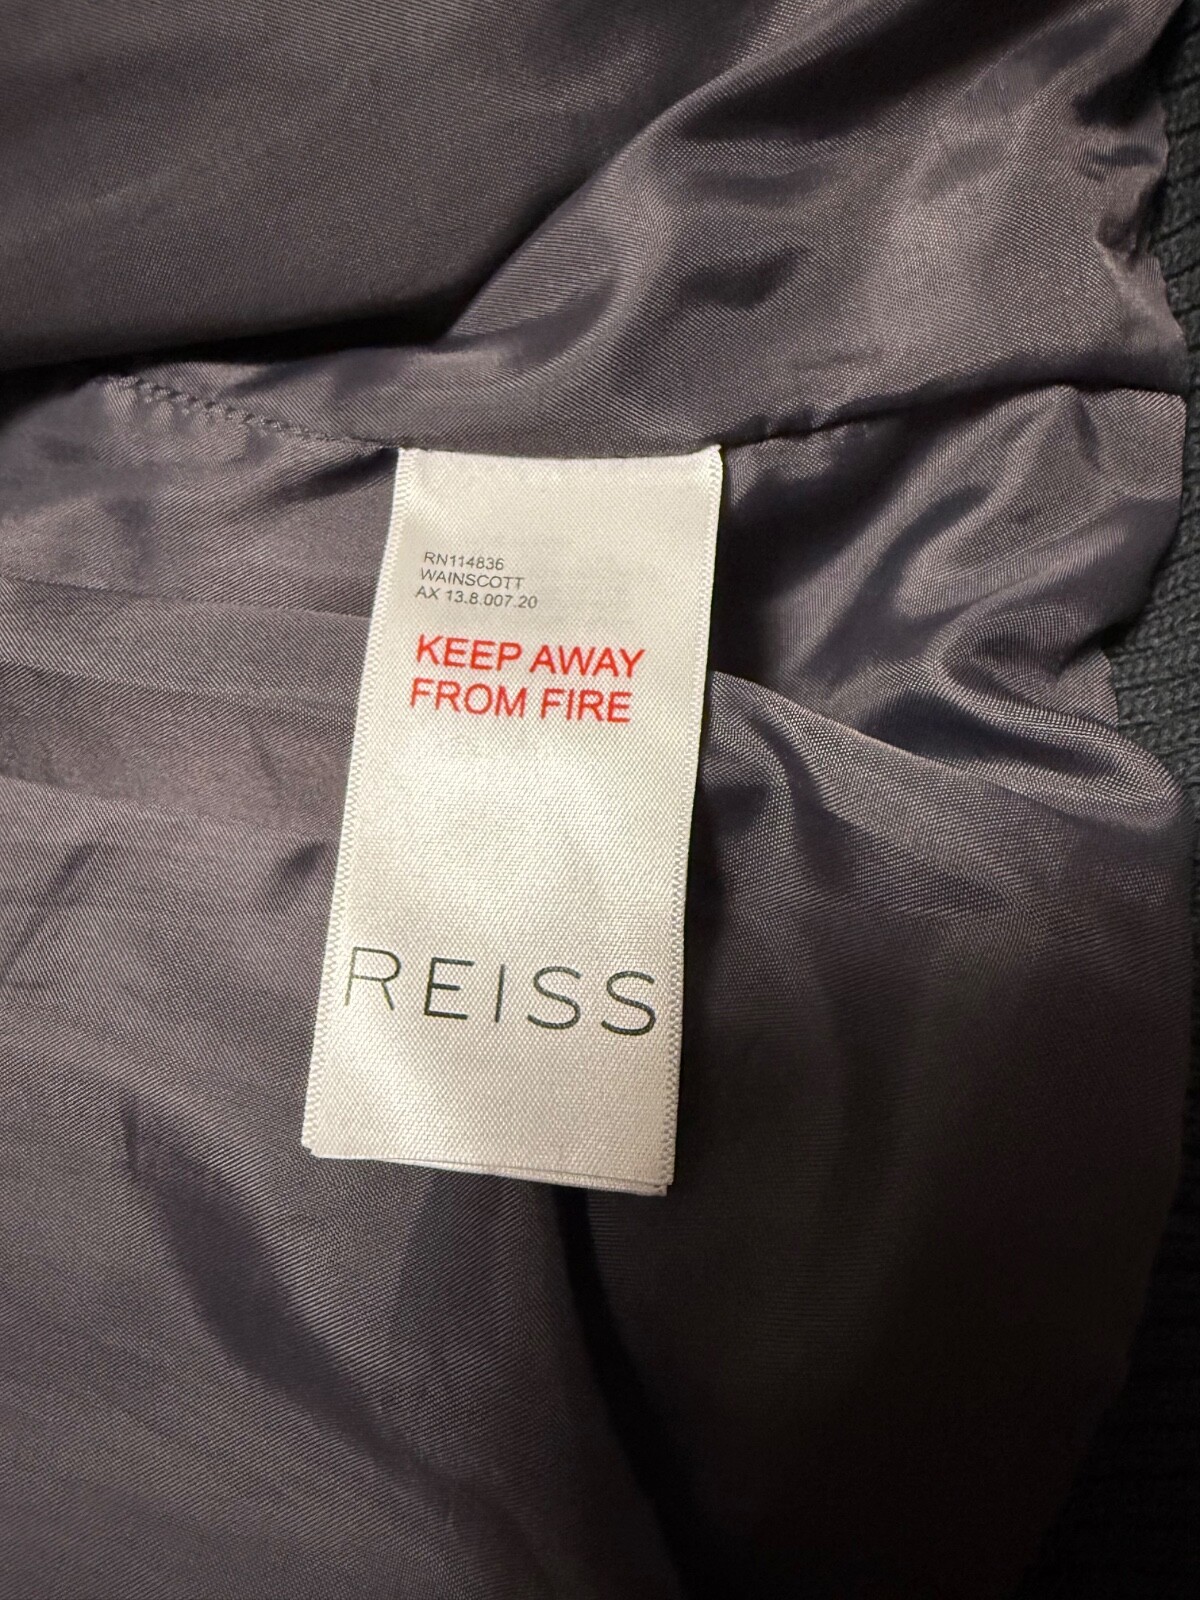 RN114836
WAINSCOTT
AX 13.8.007.20
KEEP AWAY
FROM FIRE
REISS